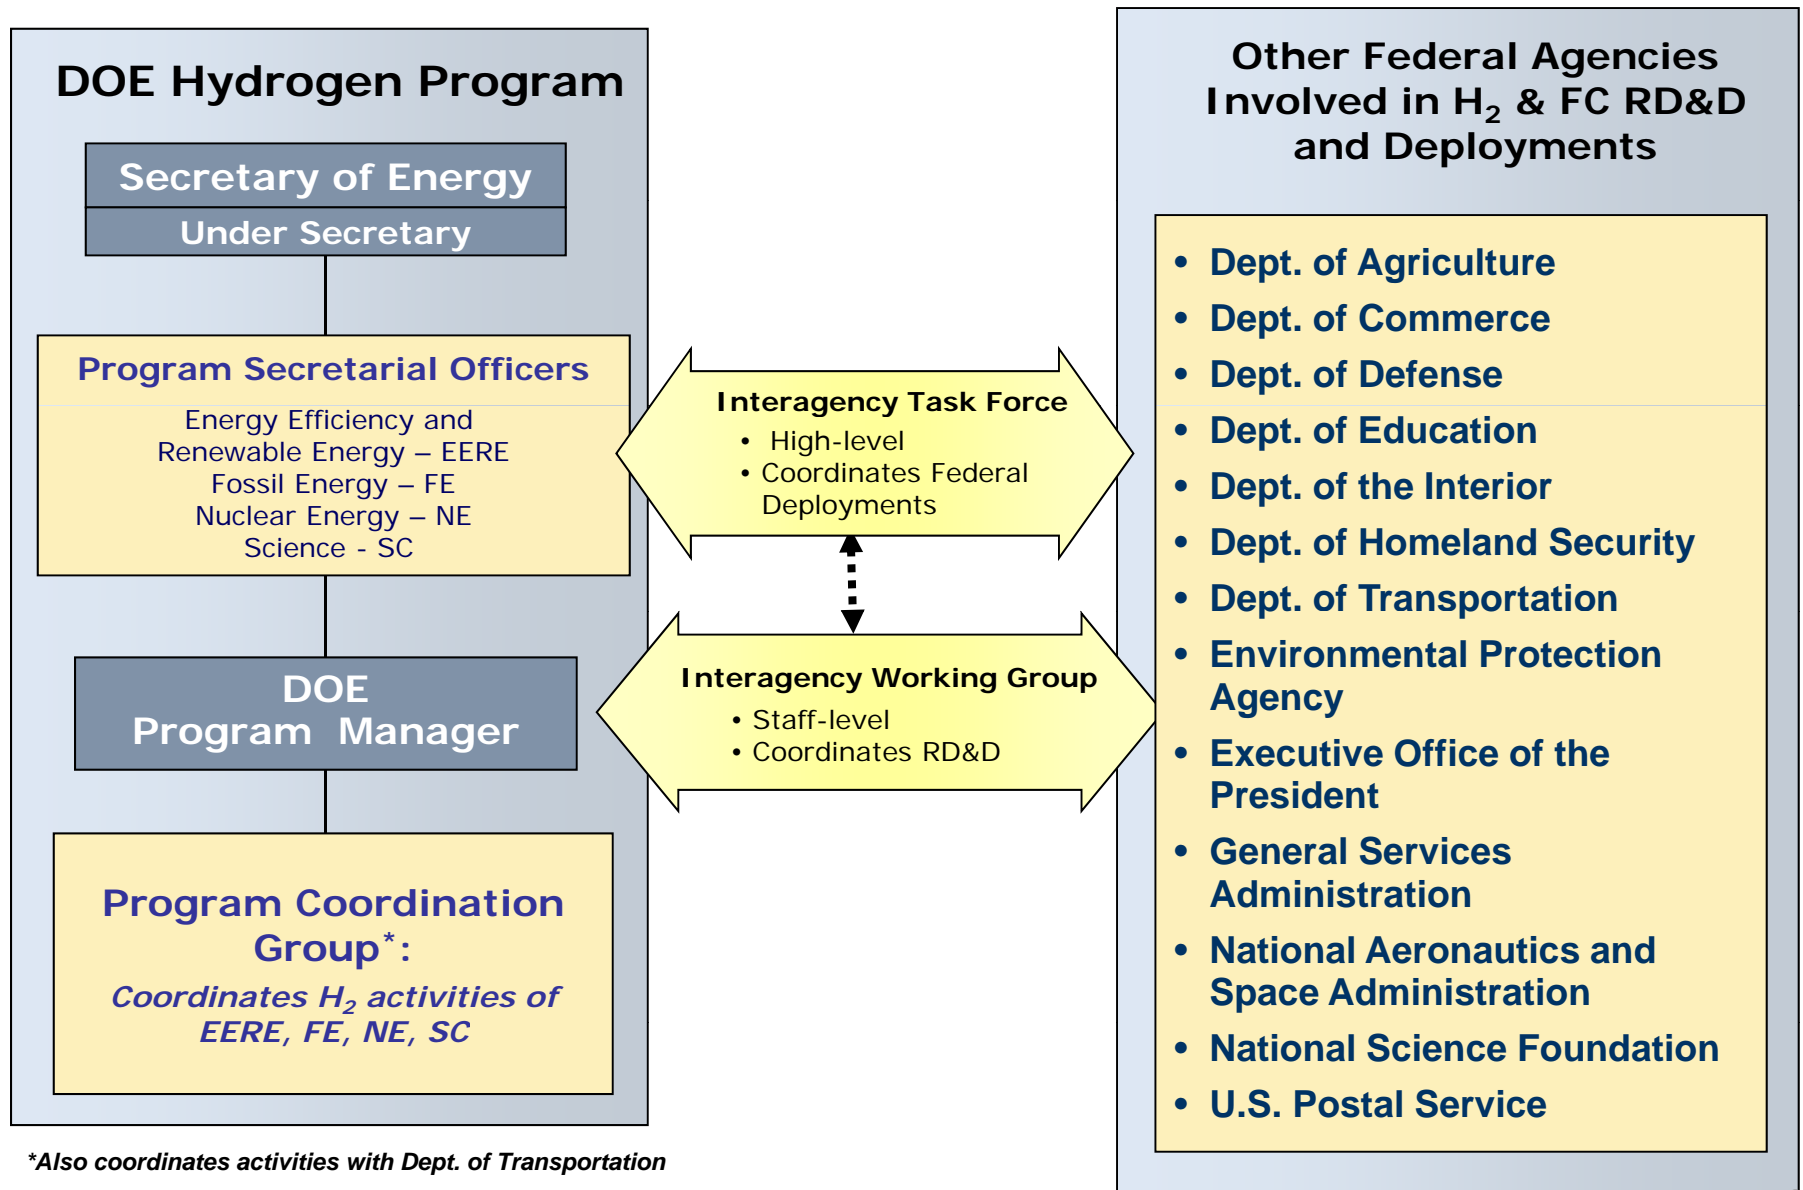 DOE Hydrogen Program
Secretary of Energy
Under Secretary
Program Secretarial Officers
Energy Efficiency and
Renewable Energy – EERE
Fossil Energy – FE
Nuclear Energy – NE
Science - SC
DOE
Program Manager
Program Coordination
Group*:
Coordinates H₂ activities of
EERE, FE, NE, SC
*Also coordinates activities with Dept. of Transportation
Interagency Task Force
• High-level
• Coordinates Federal
Deployments
Interagency Working Group
• Staff-level
• Coordinates RD&D
Other Federal Agencies
Involved in H₂ & FC RD&D
and Deployments
• Dept. of Agriculture
• Dept. of Commerce
• Dept. of Defense
• Dept. of Education
• Dept. of the Interior
• Dept. of Homeland Security
• Dept. of Transportation
• Environmental Protection
Agency
• Executive Office of the
President
• General Services
Administration
• National Aeronautics and
Space Administration
• National Science Foundation
• U.S. Postal Service